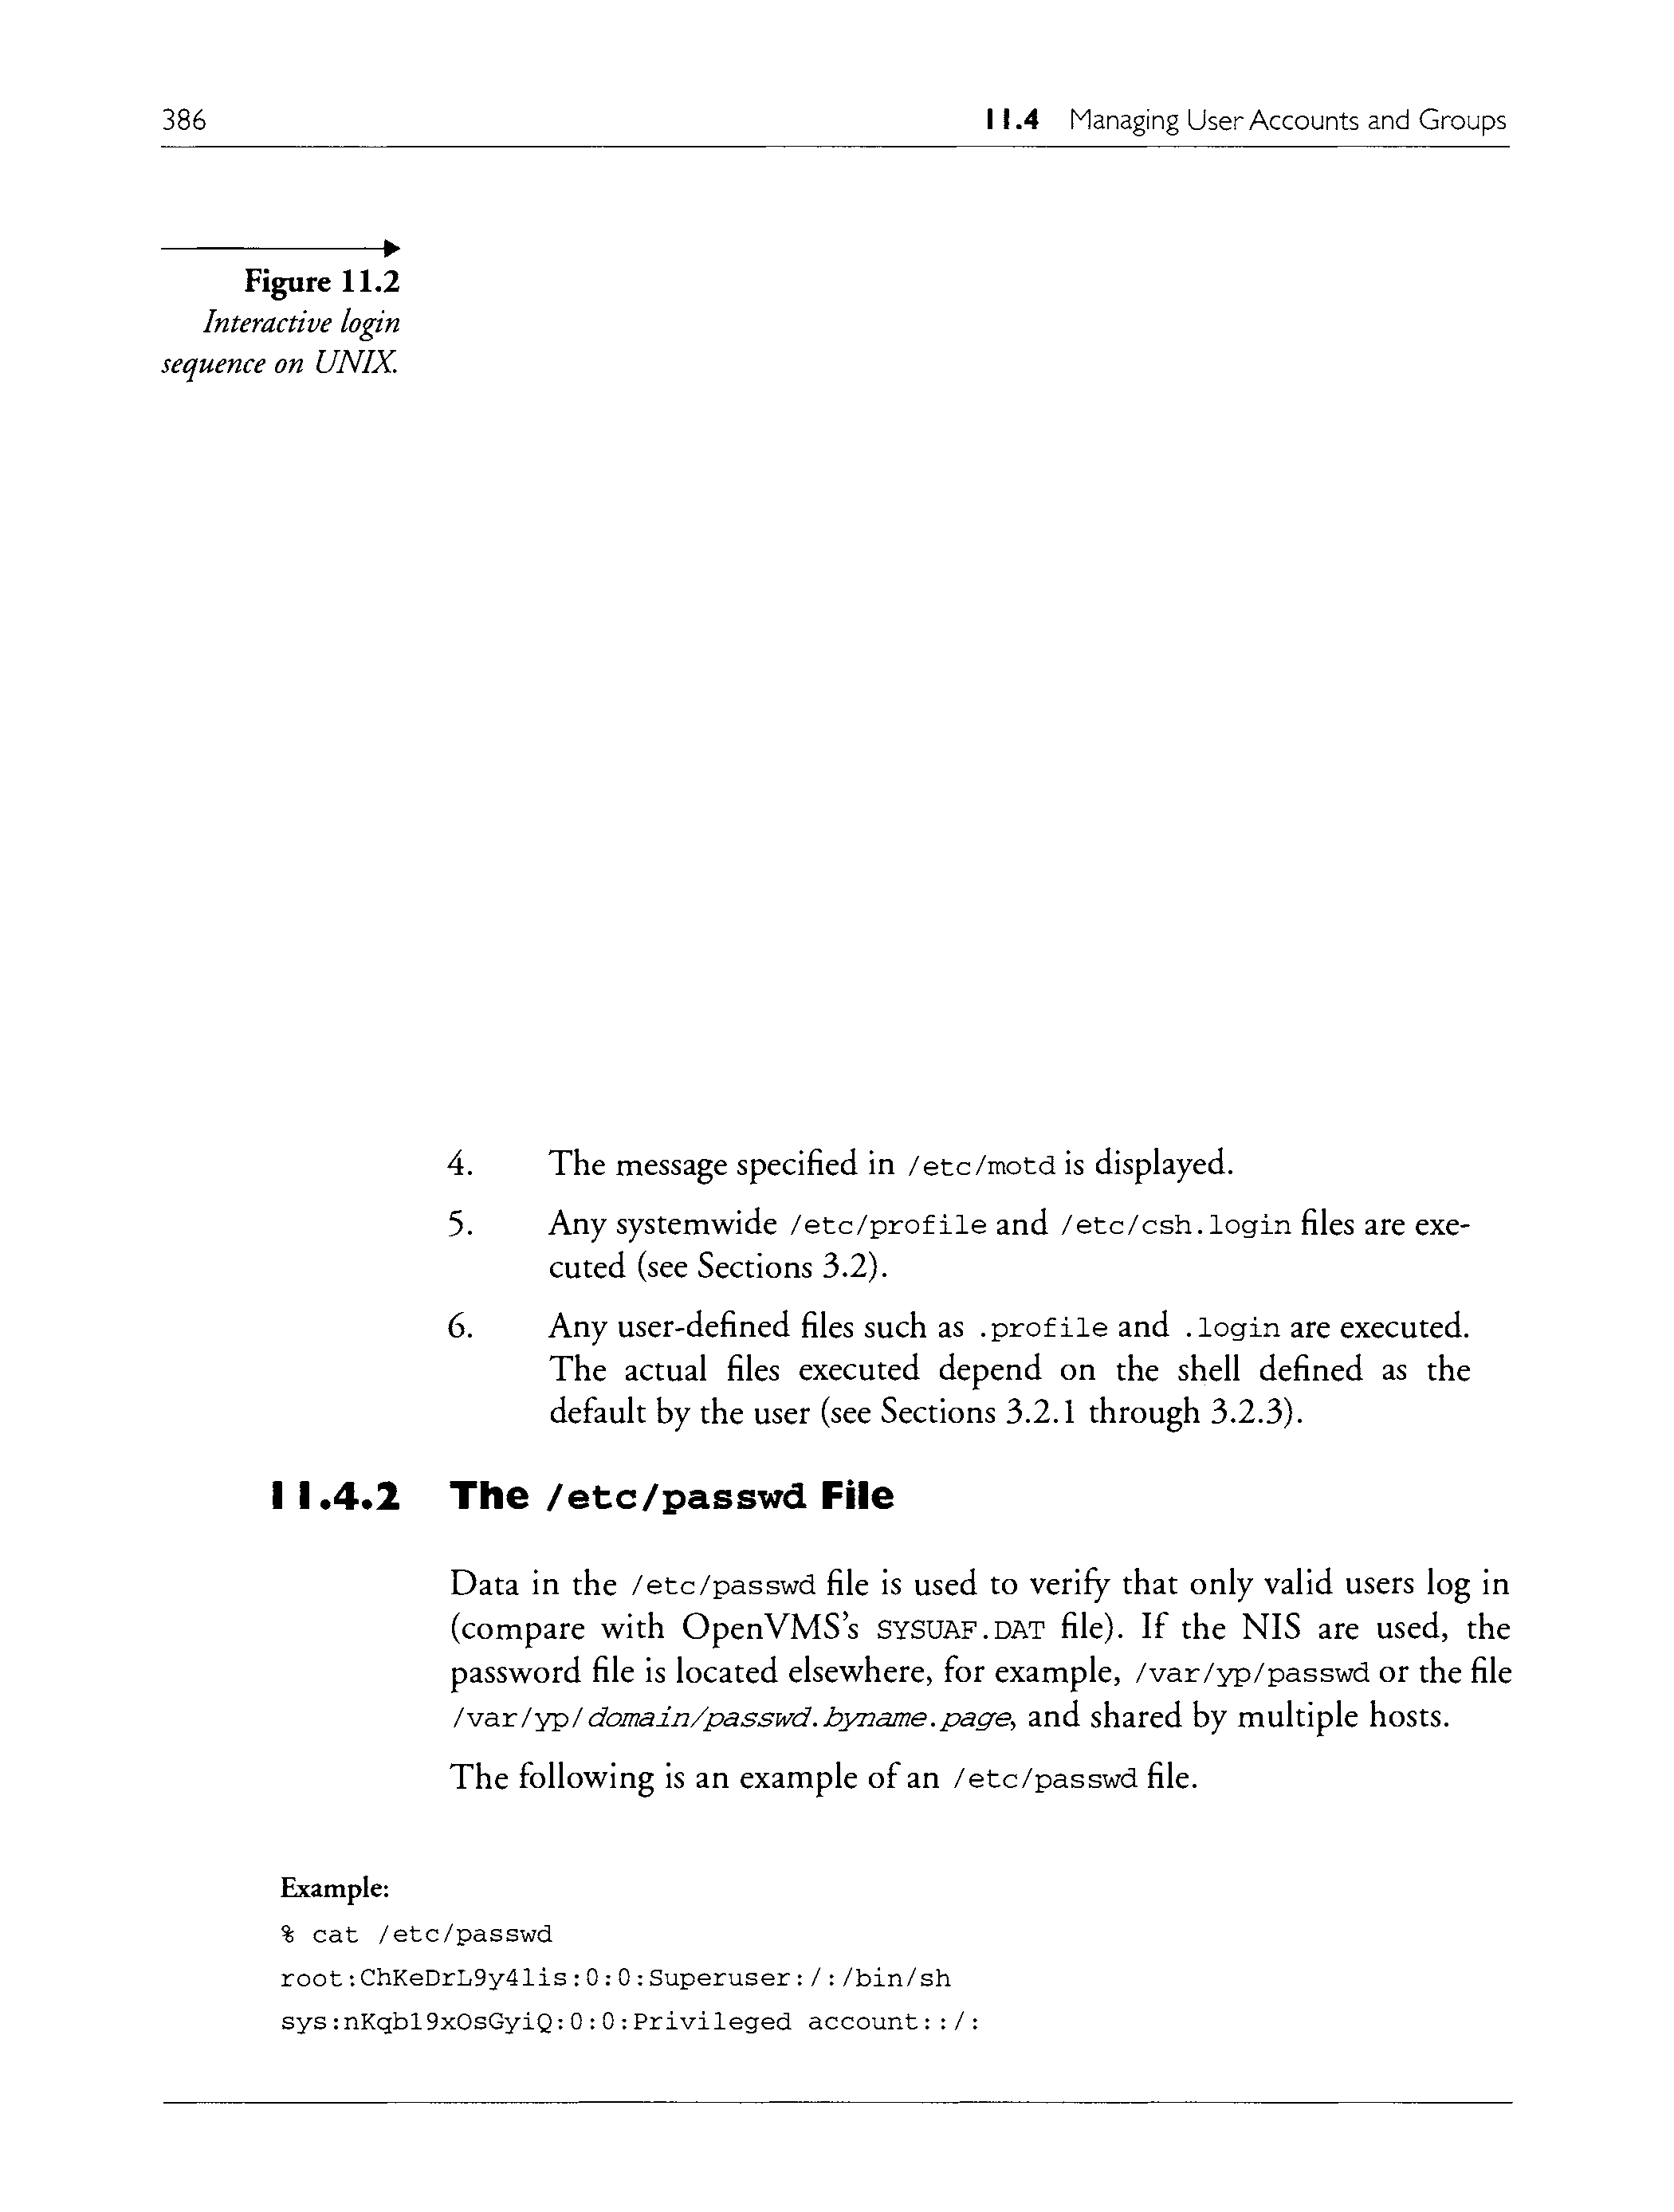 386
11.4 Managing User Accounts and Groups
Figure 11.2
Interactive login
sequence on UNIX.
4. The message specified in /etc/motd is displayed.
5. Any systemwide /etc/profile and /etc/csh.login files are exe-
cuted (see Sections 3.2).
6. Any user-defined files such as .profile and .login are executed.
The actual files executed depend on the shell defined as the
default by the user (see Sections 3.2.1 through 3.2.3).
11.4.2 The /etc/passwd File
Data in the /etc/passwd file is used to verify that only valid users log in
(compare with OpenVMS's SYSUAF.DAT file). If the NIS are used, the
password file is located elsewhere, for example, /var/yp/passwd or the file
/var/yp/domain/passwd.byname.page, and shared by multiple hosts.
The following is an example of an /etc/passwd file.
Example:
% cat /etc/passwd
root:ChKeDrL9y4lis:0:0:Superuser:/:/bin/sh
sys:nKqbl9xOsGyiQ:0:0:Privileged account::/: